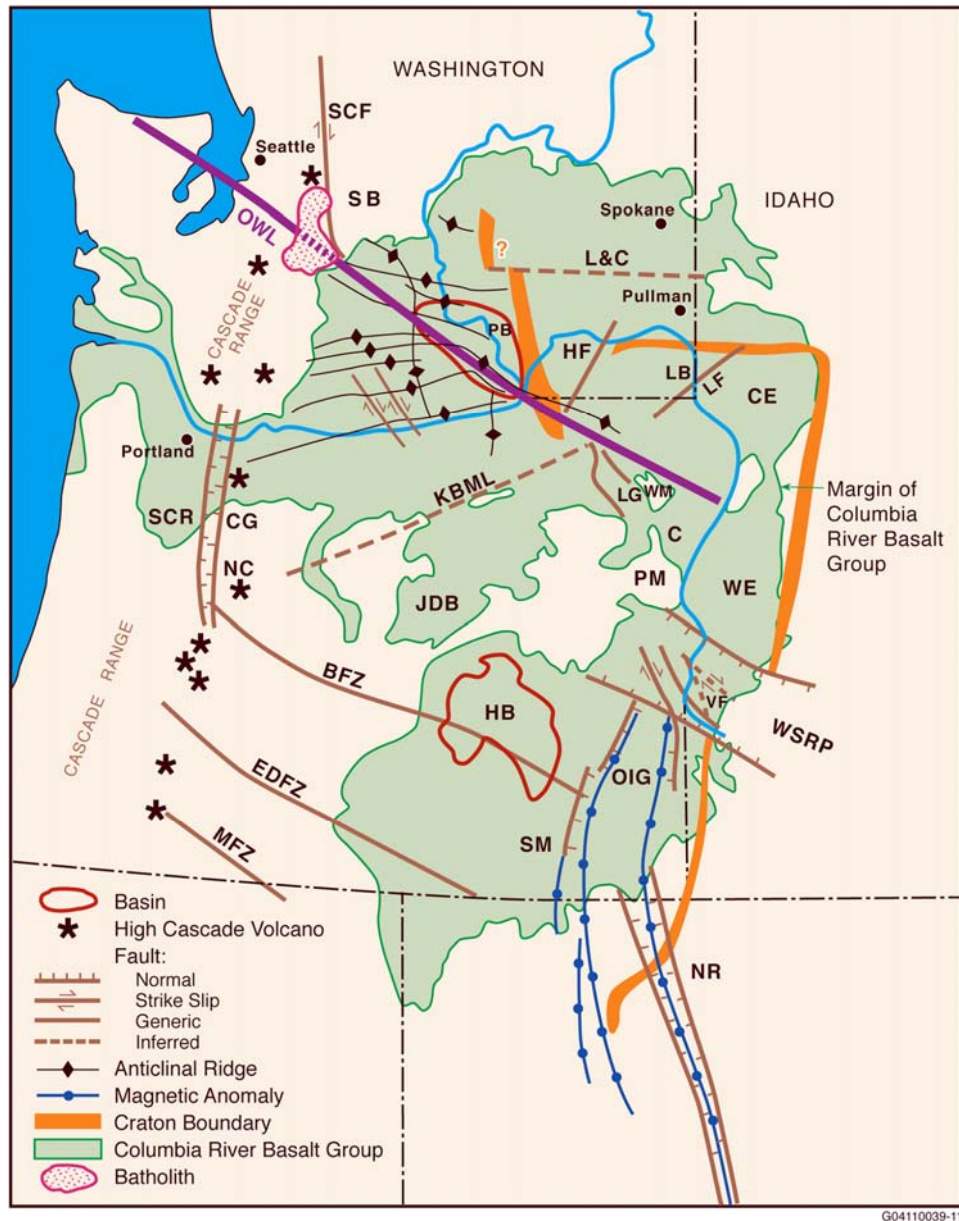 WASHINGTON
SCF
Seattle
SB
IDAHO
Spokane
OWL
?
L&C
CASCADE
RANGE
Pullman
PB
HF
LB
LF
CE
Portland
KBML
LG
WM
Margin of
Columbia
River Basalt
Group
SCR
CG
C
NC
PM
WE
JDB
CASCADE RANGE
BFZ
HB
VF
WSRP
EDFZ
OIG
SM
MFZ
NR
Basin
High Cascade Volcano
Fault:
Normal
Strike Slip
Generic
Inferred
Anticlinal Ridge
Magnetic Anomaly
Craton Boundary
Columbia River Basalt Group
Batholith